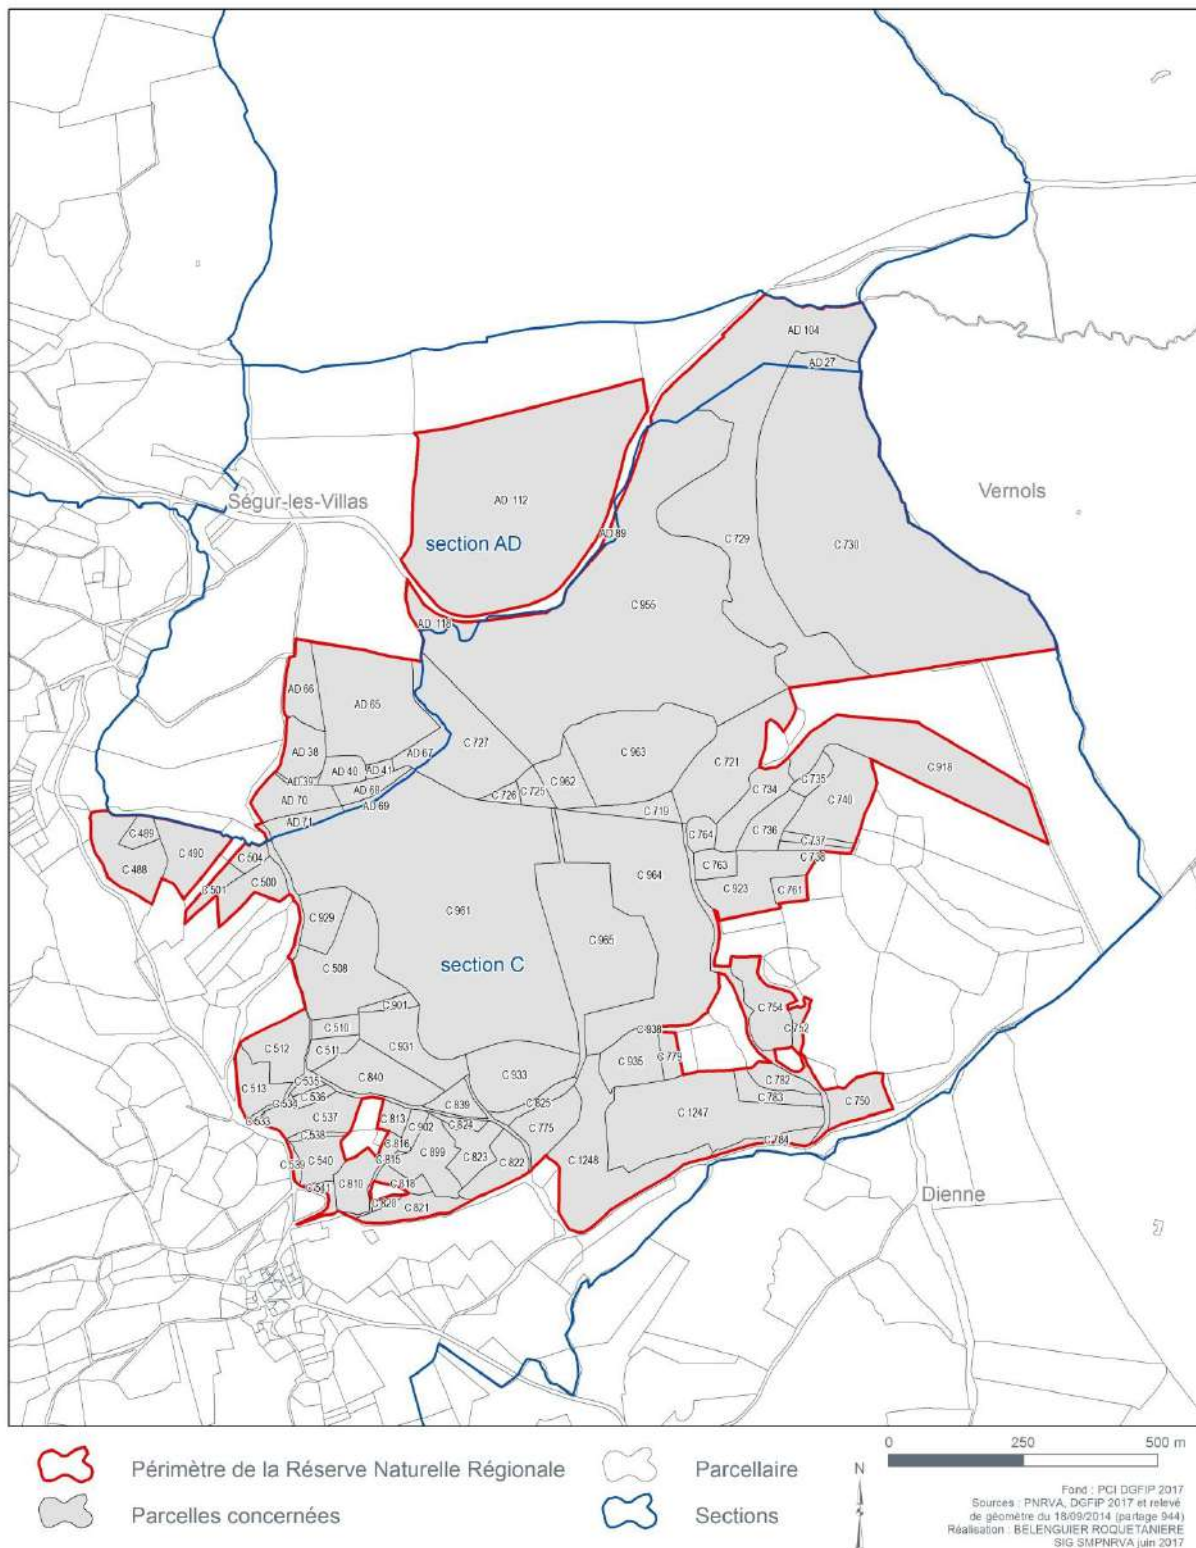 AD 104
AD 27
Ségur-les-Villas
AD 112
Vernols
section AD
AD 89
C 729
C 730
C 955
AD 118
AD 66
AD 65
AD 38
AD 67
C 727
C 963
C 721
AD 40
AD 41
AD 39
AD 68
AD 70
AD 69
AD 71
C 962
C 725
C 726
C 719
C 918
C 735
C 734
C 740
C 736
C 737
C 738
C 764
C 763
C 923
C 761
C 489
C 490
C 488
C 504
C 500
C 501
C 964
C 961
C 929
C 965
section C
C 508
C 901
C 510
C 754
C 752
C 938
C 512
C 511
C 931
C 933
C 935
C 779
C 513
C 535
C 840
C 782
C 536
C 534
C 533
C 839
C 825
C 783
C 750
C 537
C 813
C 902
C 824
C 775
C 1247
C 538
C 816
C 899
C 784
C 539
C 540
C 815
C 823
C 822
C 1248
C 541
C 810
C 818
C 820
C 821
Dienne
Périmètre de la Réserve Naturelle Régionale
Parcelles concernées
Parcellaire
Sections
N
0 250 500 m
Fond : PCI DGFIP 2017
Sources : PNRVA, DGFIP 2017 et relevé
de géomètre du 18/09/2014 (partage 944)
Réalisation : BELENGUIER ROQUETANIERE
SIG SMPNRVA juin 2017